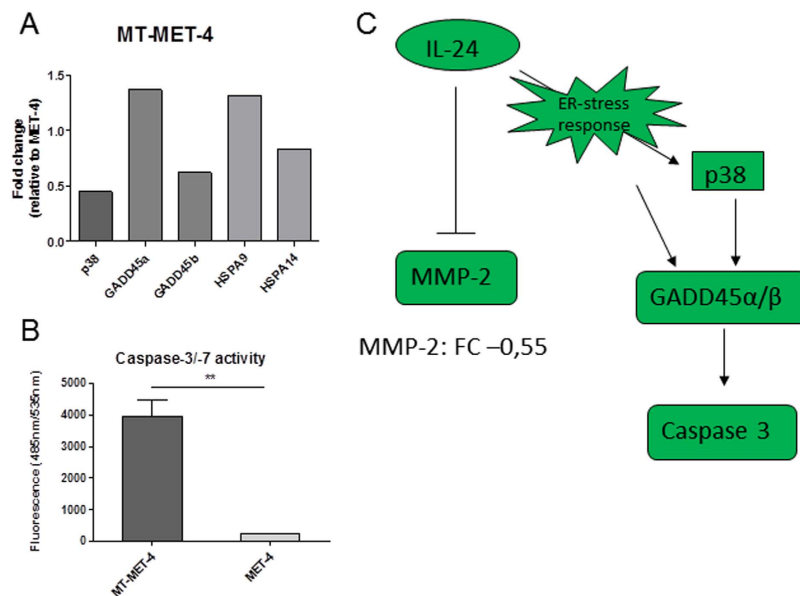 A
MT-MET-4
Fold change
(relative to MET-4)
1.5
1.0
0.5
0.0
p38
GADD45a
GADD45b
HSPA9
HSPA14
B
Caspase-3/-7 activity
**
Fluorescence (485nm/535nm)
5000
4000
3000
2000
1000
0
MT-MET-4
MET-4
C
IL-24
ER-stress
response
p38
MMP-2
GADD45α/β
MMP-2: FC –0,55
Caspase 3